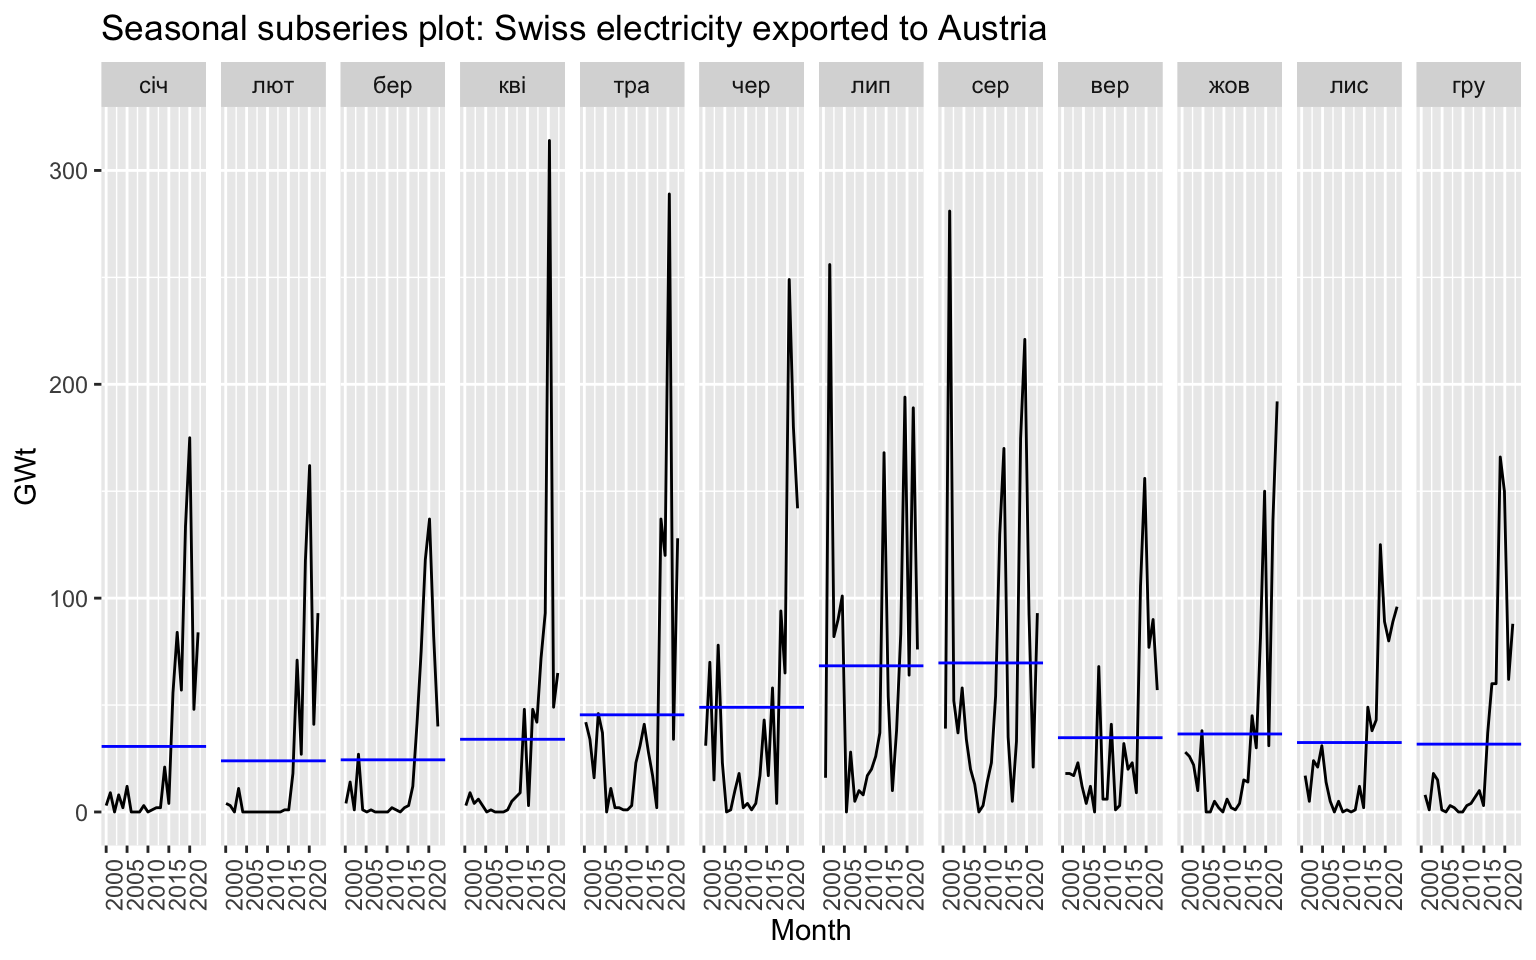 Seasonal subseries plot: Swiss electricity exported to Austria
січ лют бер кві тра чер лип сер вер жов лис гру
300
200
100
0
GWt
2000 2005 2010 2015 2020 2000 2005 2010 2015 2020 2000 2005 2010 2015 2020 2000 2005 2010 2015 2020 2000 2005 2010 2015 2020 2000 2005 2010 2015 2020 2000 2005 2010 2015 2020 2000 2005 2010 2015 2020 2000 2005 2010 2015 2020 2000 2005 2010 2015 2020 2000 2005 2010 2015 2020 2000 2005 2010 2015 2020
Month